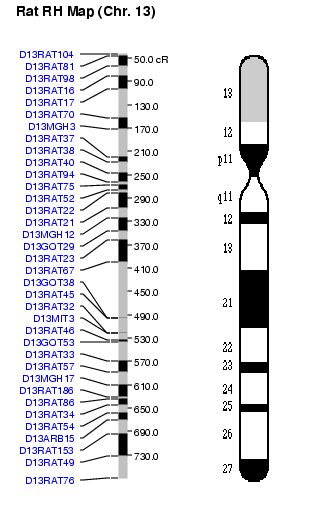 Rat RH Map (Chr. 13)
D13RAT104
D13RAT81
D13RAT98
D13RAT16
D13RAT17
D13RAT70
D13MGH3
D13RAT37
D13RAT38
D13RAT40
D13RAT94
D13RAT75
D13RAT52
D13RAT22
D13RAT21
D13MGH12
D13GOT29
D13RAT23
D13RAT67
D13GOT38
D13RAT45
D13RAT32
D13MIT3
D13RAT46
D13GOT53
D13RAT33
D13RAT57
D13MGH17
D13RAT186
D13RAT86
D13RAT34
D13RAT54
D13ARB15
D13RAT153
D13RAT49
D13RAT76
50.0 cR
90.0
130.0
170.0
210.0
250.0
290.0
330.0
370.0
410.0
450.0
490.0
530.0
570.0
610.0
650.0
690.0
730.0
13
12
p11
q11
12
13
21
22
23
24
25
26
27